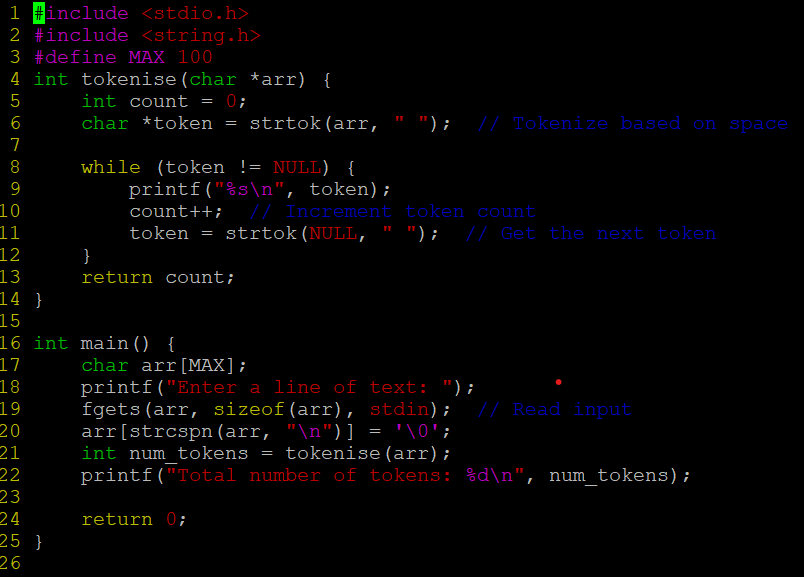 1 #include <stdio.h>
2 #include <string.h>
3 #define MAX 100
4 int tokenise(char *arr) {
5     int count = 0;
6     char *token = strtok(arr, " ");  // Tokenize based on space
7
8     while (token != NULL) {
9         printf("%s\n", token);
10         count++;  // Increment token count
11         token = strtok(NULL, " ");  // Get the next token
12     }
13     return count;
14 }
15
16 int main() {
17     char arr[MAX];
18     printf("Enter a line of text: ");
19     fgets(arr, sizeof(arr), stdin);  // Read input
20     arr[strcspn(arr, "\n")] = '\0';
21     int num_tokens = tokenise(arr);
22     printf("Total number of tokens: %d\n", num_tokens);
23
24     return 0;
25 }
26